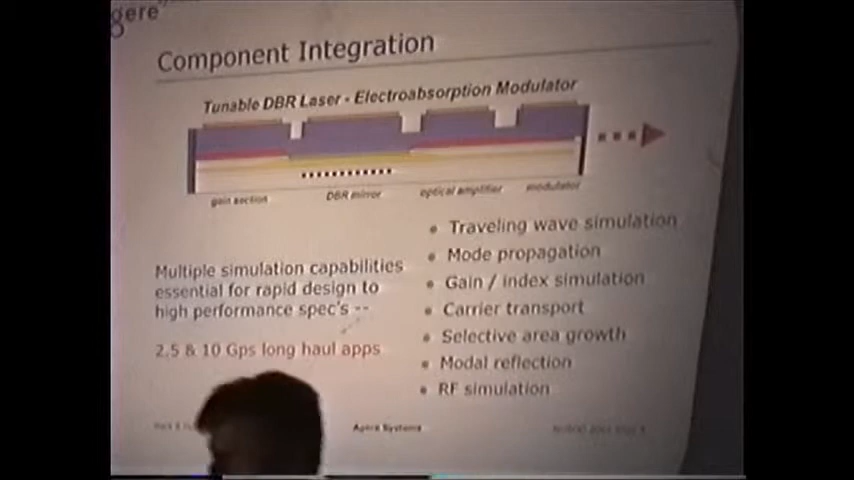 gere
Component Integration
Tunable DBR Laser - Electroabsorption Modulator
gain section
DBR mirror
optical amplifier
modulator
Multiple simulation capabilities
essential for rapid design to
high performance spec's --
2.5 & 10 Gps long haul apps
• Traveling wave simulation
• Mode propagation
• Gain / index simulation
• Carrier transport
• Selective area growth
• Modal reflection
• RF simulation
Agere Systems